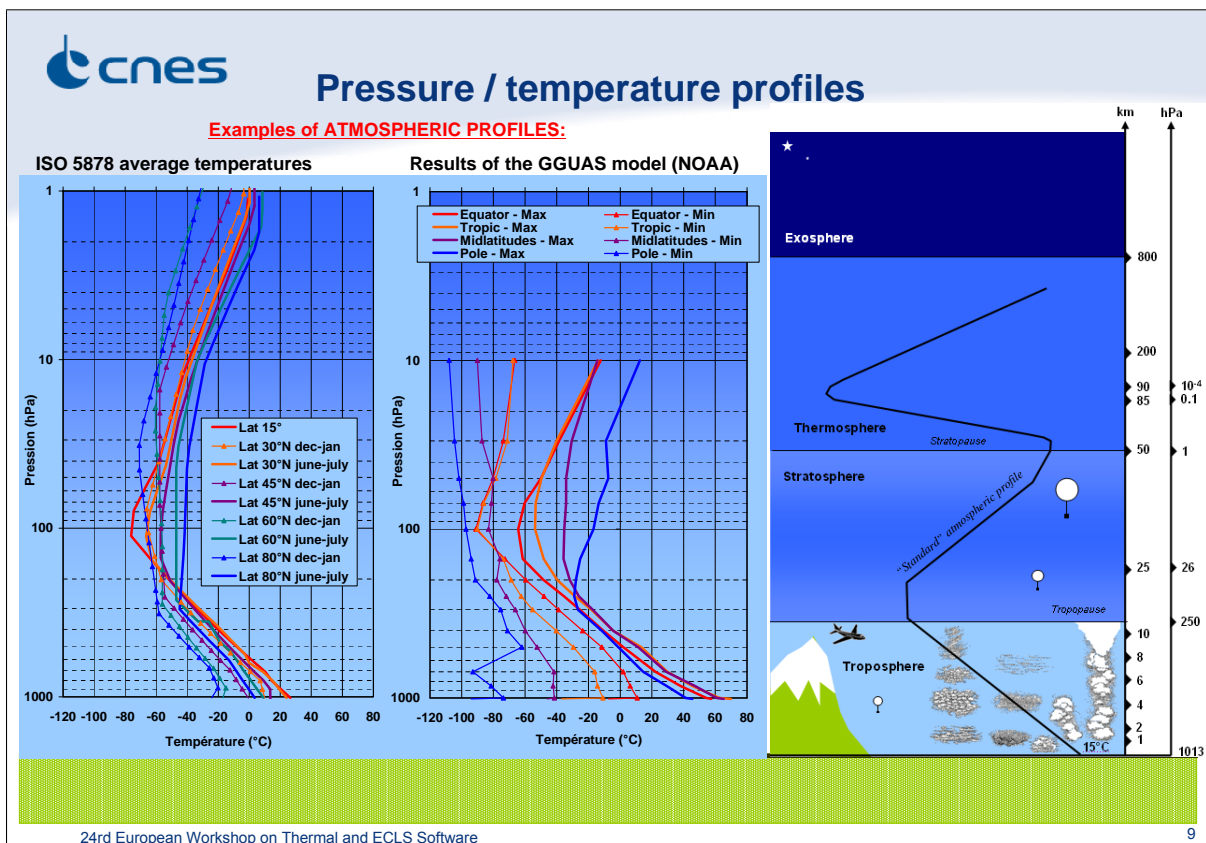 cnes
Pressure / temperature profiles
Examples of ATMOSPHERIC PROFILES:
ISO 5878 average temperatures
1
10
100
1000
-120 -100 -80 -60 -40 -20 0 20 40 60 80
Température (°C)
Pression (hPa)
Lat 15°
Lat 30°N dec-jan
Lat 30°N june-july
Lat 45°N dec-jan
Lat 45°N june-july
Lat 60°N dec-jan
Lat 60°N june-july
Lat 80°N dec-jan
Lat 80°N june-july
Results of the GGUAS model (NOAA)
1
10
100
1000
-120 -100 -80 -60 -40 -20 0 20 40 60 80
Température (°C)
Pression (hPa)
Equator - Max Equator - Min
Tropic - Max Tropic - Min
Midlatitudes - Max Midlatitudes - Min
Pole - Max Pole - Min
km hPa
Exosphere
800
200
90 10-4
85 0.1
Thermosphere
Stratopause
50 1
Stratosphere
"Standard" atmospheric profile
25 26
Tropopause
250
10
8
Troposphere
6
4
2
1
15°C
1013
24rd European Workshop on Thermal and ECLS Software
9